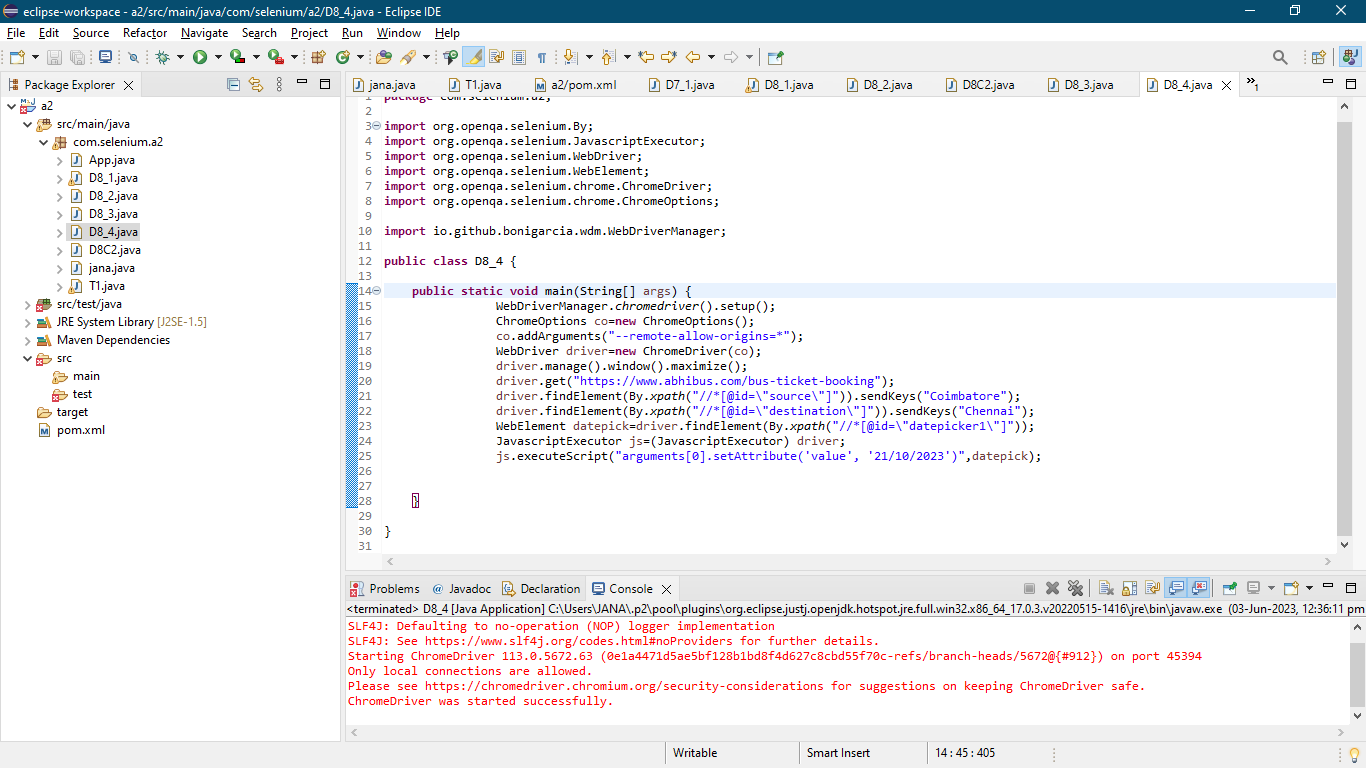 eclipse-workspace - a2/src/main/java/com/selenium/a2/D8_4.java - Eclipse IDE
File Edit Source Refactor Navigate Search Project Run Window Help
Package Explorer
a2
src/main/java
com.selenium.a2
App.java
D8_1.java
D8_2.java
D8_3.java
D8_4.java
D8C2.java
jana.java
T1.java
src/test/java
JRE System Library [J2SE-1.5]
Maven Dependencies
src
main
test
target
pom.xml
jana.java T1.java a2/pom.xml D7_1.java D8_1.java D8_2.java D8C2.java D8_3.java D8_4.java »1
1 package com.selenium.a2;
2
3 import org.openqa.selenium.By;
4 import org.openqa.selenium.JavascriptExecutor;
5 import org.openqa.selenium.WebDriver;
6 import org.openqa.selenium.WebElement;
7 import org.openqa.selenium.chrome.ChromeDriver;
8 import org.openqa.selenium.chrome.ChromeOptions;
9
10 import io.github.bonigarcia.wdm.WebDriverManager;
11
12 public class D8_4 {
13
14 public static void main(String[] args) {
15 WebDriverManager.chromedriver().setup();
16 ChromeOptions co=new ChromeOptions();
17 co.addArguments("--remote-allow-origins=*");
18 WebDriver driver=new ChromeDriver(co);
19 driver.manage().window().maximize();
20 driver.get("https://www.abhibus.com/bus-ticket-booking");
21 driver.findElement(By.xpath("//*[@id=\"source\"]")).sendKeys("Coimbatore");
22 driver.findElement(By.xpath("//*[@id=\"destination\"]")).sendKeys("Chennai");
23 WebElement datepick=driver.findElement(By.xpath("//*[@id=\"datepicker1\"]"));
24 JavascriptExecutor js=(JavascriptExecutor) driver;
25 js.executeScript("arguments[0].setAttribute('value', '21/10/2023')",datepick);
26
27
28 }
29
30 }
31
Problems @ Javadoc Declaration Console
<terminated> D8_4 [Java Application] C:\Users\JANA\.p2\pool\plugins\org.eclipse.justj.openjdk.hotspot.jre.full.win32.x86_64_17.0.3.v20220515-1416\jre\bin\javaw.exe (03-Jun-2023, 12:36:11 pm
SLF4J: Defaulting to no-operation (NOP) logger implementation
SLF4J: See https://www.slf4j.org/codes.html#noProviders for further details.
Starting ChromeDriver 113.0.5672.63 (0e1a4471d5ae5bf128b1bd8f4d627c8cbd55f70c-refs/branch-heads/5672@{#912}) on port 45394
Only local connections are allowed.
Please see https://chromedriver.chromium.org/security-considerations for suggestions on keeping ChromeDriver safe.
ChromeDriver was started successfully.
Writable Smart Insert 14 : 45 : 405